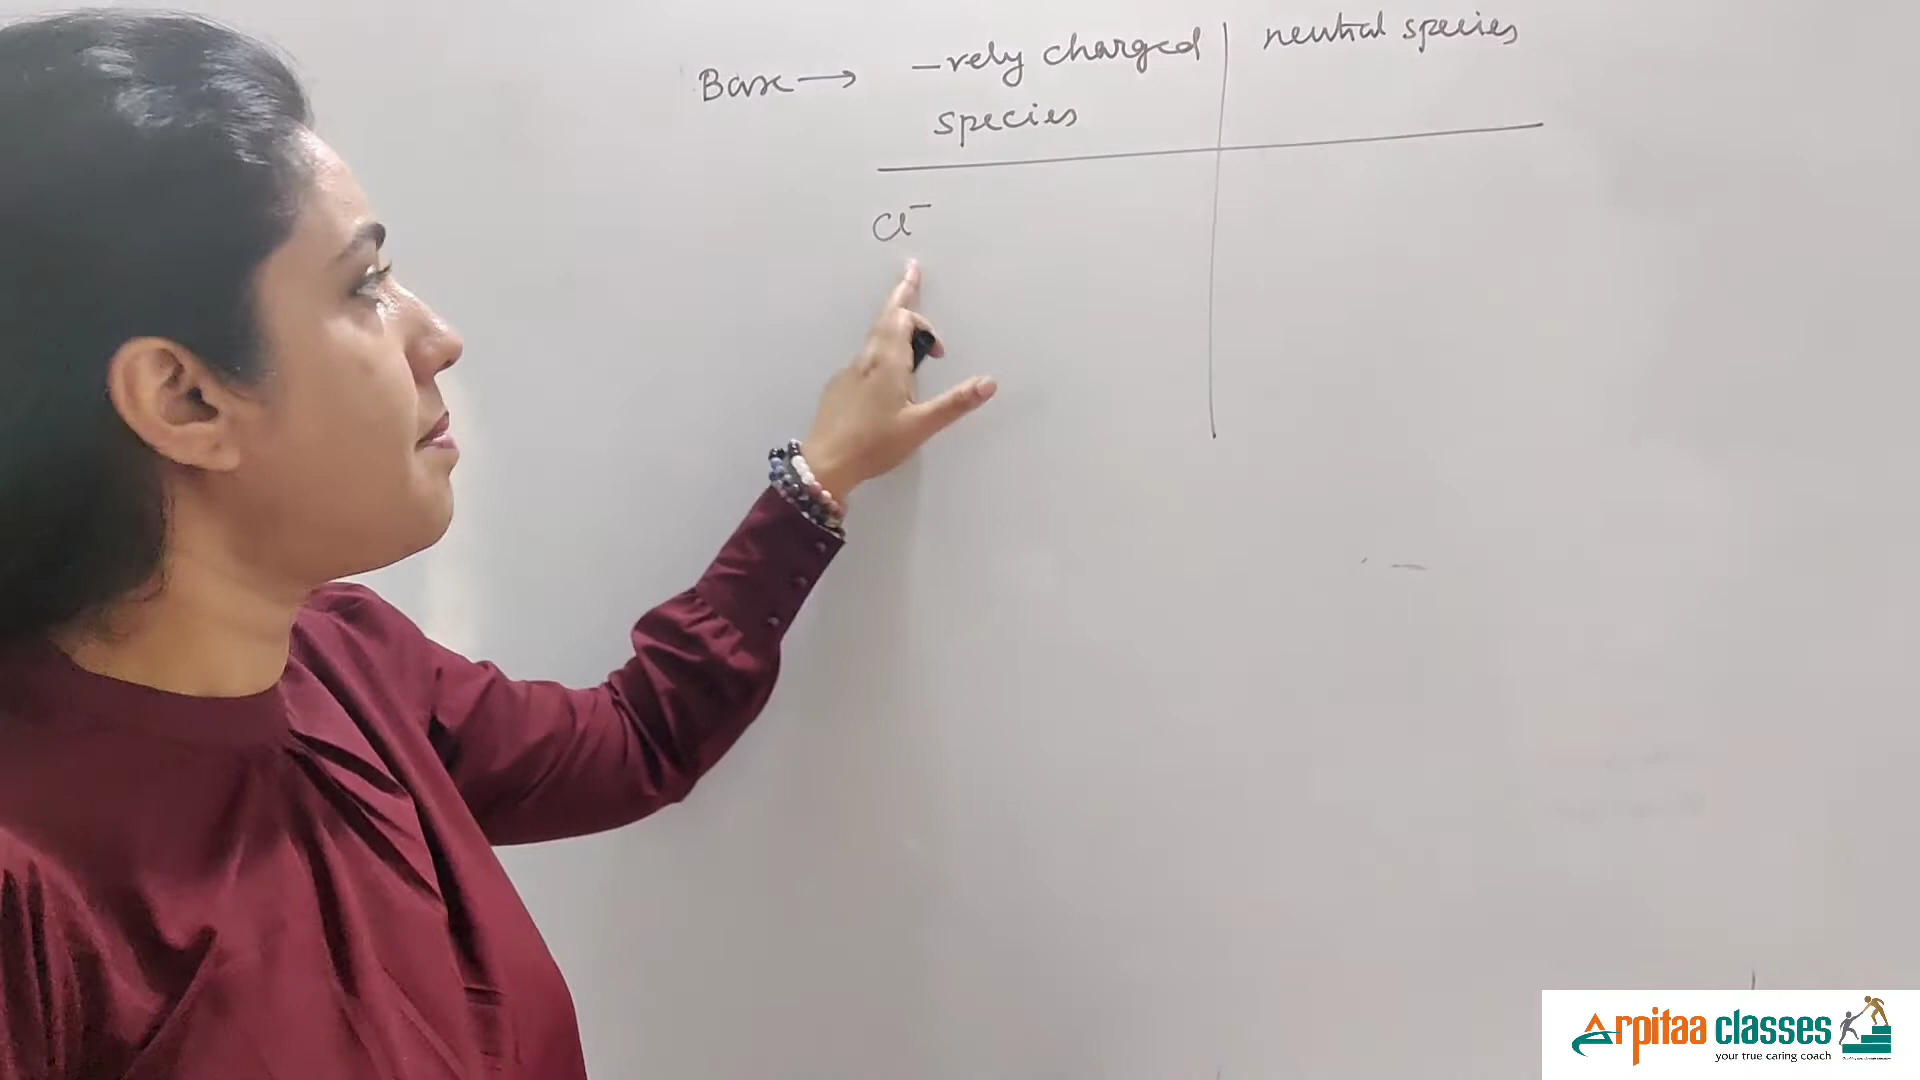 Base → -vely charged | neutral species
species
Cl⁻
Arpitaa classes
your true caring coach